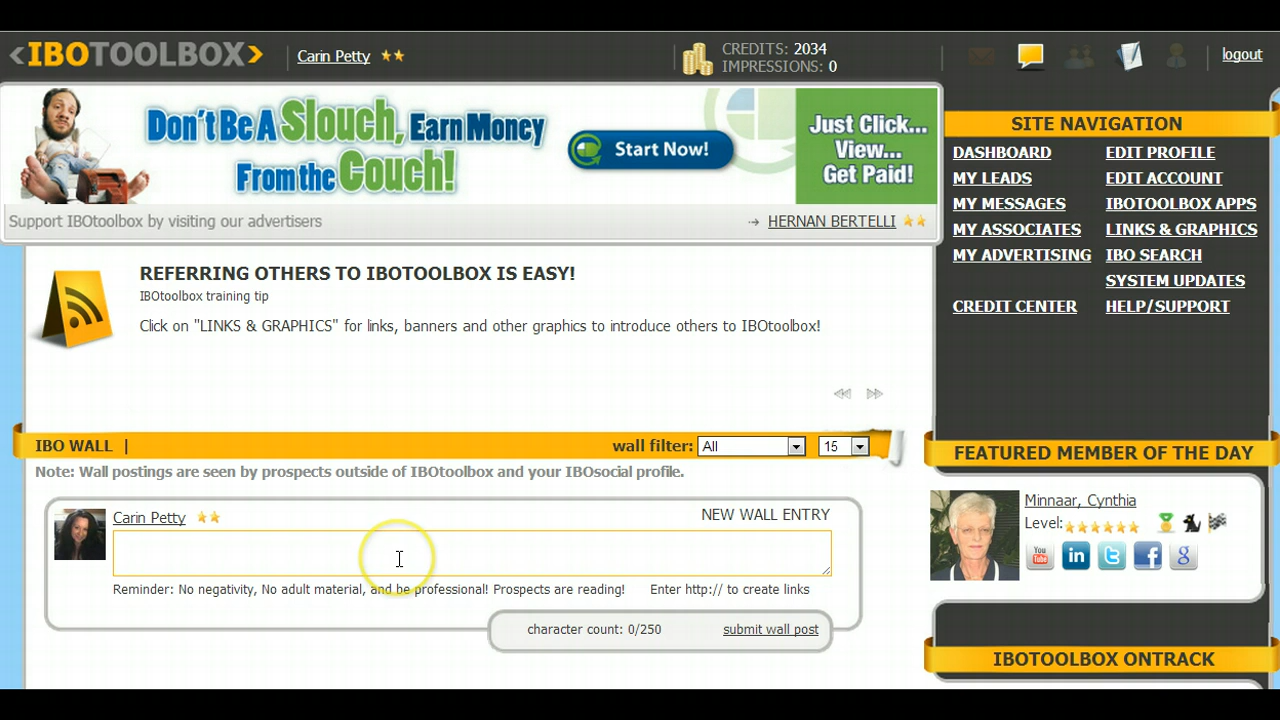 <IBOTOOLBOX>
Carin Petty
CREDITS: 2034
IMPRESSIONS: 0
logout
Don't Be A Slouch, Earn Money
From the Couch!
Start Now!
Just Click...
View...
Get Paid!
Support IBOtoolbox by visiting our advertisers
HERNAN BERTELLI
SITE NAVIGATION
DASHBOARD
EDIT PROFILE
MY LEADS
EDIT ACCOUNT
MY MESSAGES
IBOTOOLBOX APPS
MY ASSOCIATES
LINKS & GRAPHICS
MY ADVERTISING
IBO SEARCH
SYSTEM UPDATES
CREDIT CENTER
HELP/SUPPORT
REFERRING OTHERS TO IBOTOOLBOX IS EASY!
IBOtoolbox training tip
Click on "LINKS & GRAPHICS" for links, banners and other graphics to introduce others to IBOtoolbox!
IBO WALL |
wall filter: All 15
Note: Wall postings are seen by prospects outside of IBOtoolbox and your IBOsocial profile.
Carin Petty
NEW WALL ENTRY
Reminder: No negativity, No adult material, and be professional! Prospects are reading!
Enter http:// to create links
character count: 0/250
submit wall post
FEATURED MEMBER OF THE DAY
Minnaar, Cynthia
Level:
You
Tube
in
t
f
g
IBOTOOLBOX ONTRACK